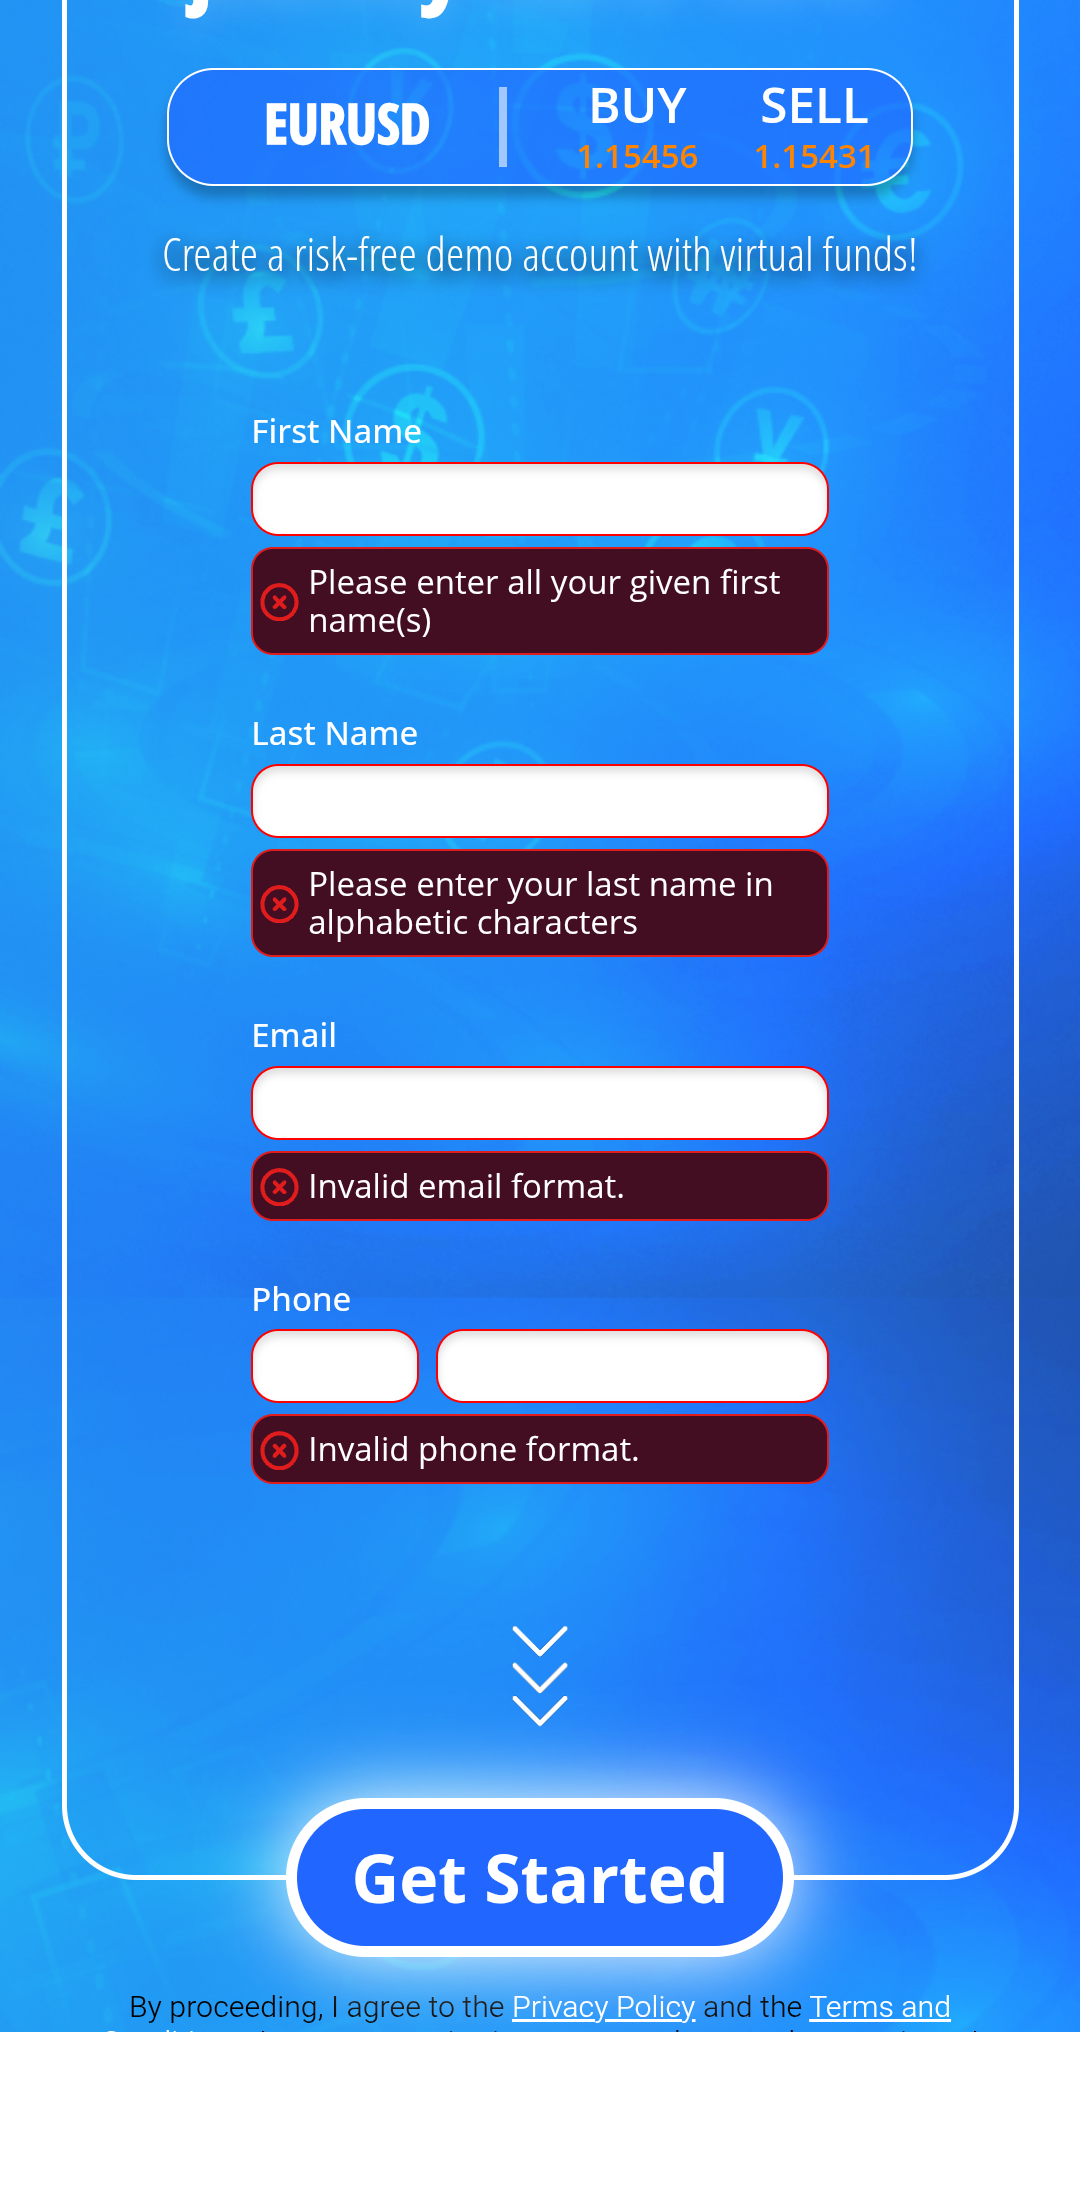 EURUSD
BUY
SELL
1.15456
1.15431
Create a risk-free demo account with virtual funds!
First Name
Please enter all your given first
name(s)
Last Name
Please enter your last name in
alphabetic characters
Email
Invalid email format.
Phone
Invalid phone format.
Get Started
By proceeding, I agree to the Privacy Policy and the Terms and